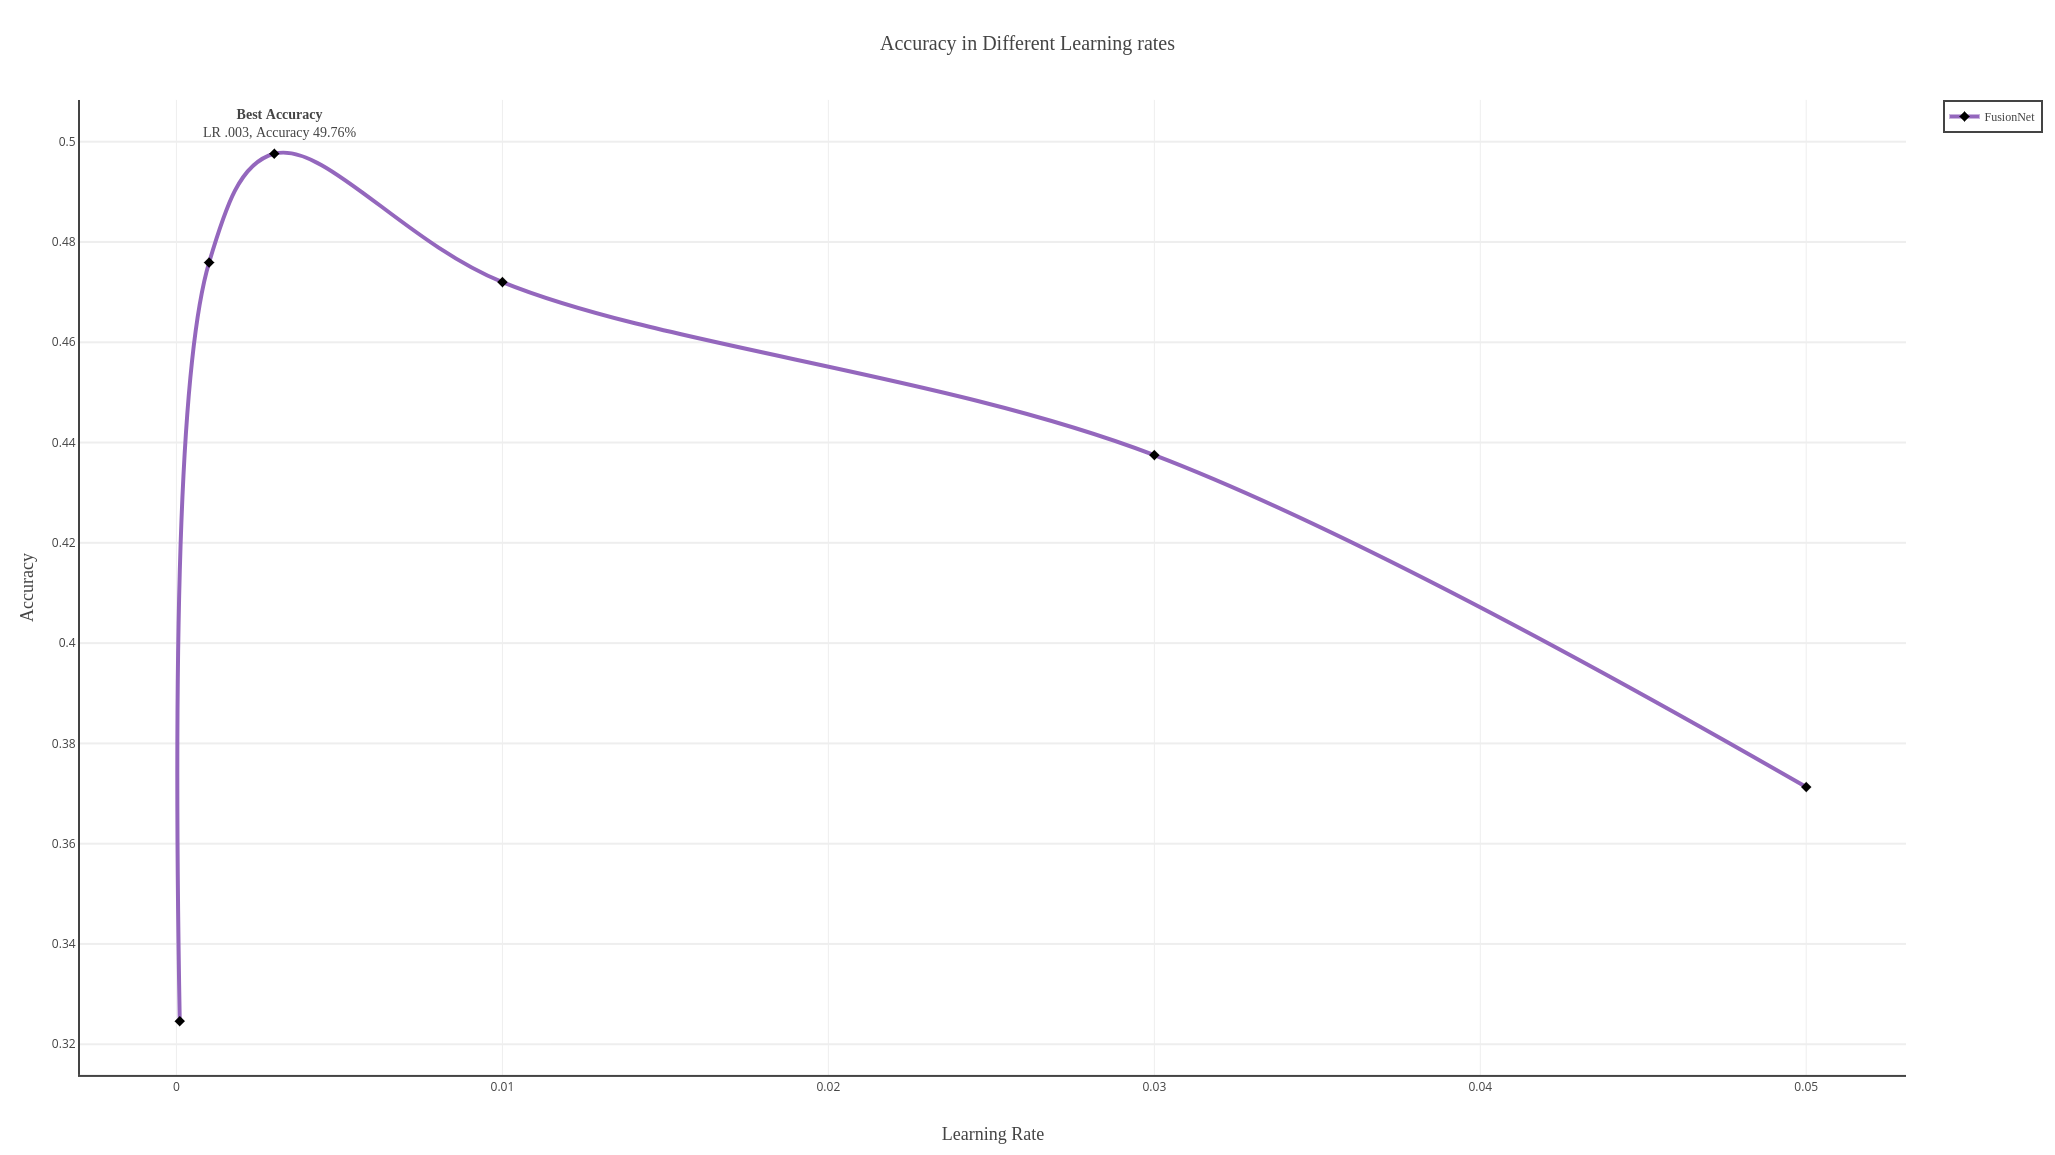 Accuracy in Different Learning rates
Best Accuracy
LR .003, Accuracy 49.76%
FusionNet
0.5
0.48
0.46
0.44
0.42
0.4
0.38
0.36
0.34
0.32
Accuracy
0
0.01
0.02
0.03
0.04
0.05
Learning Rate